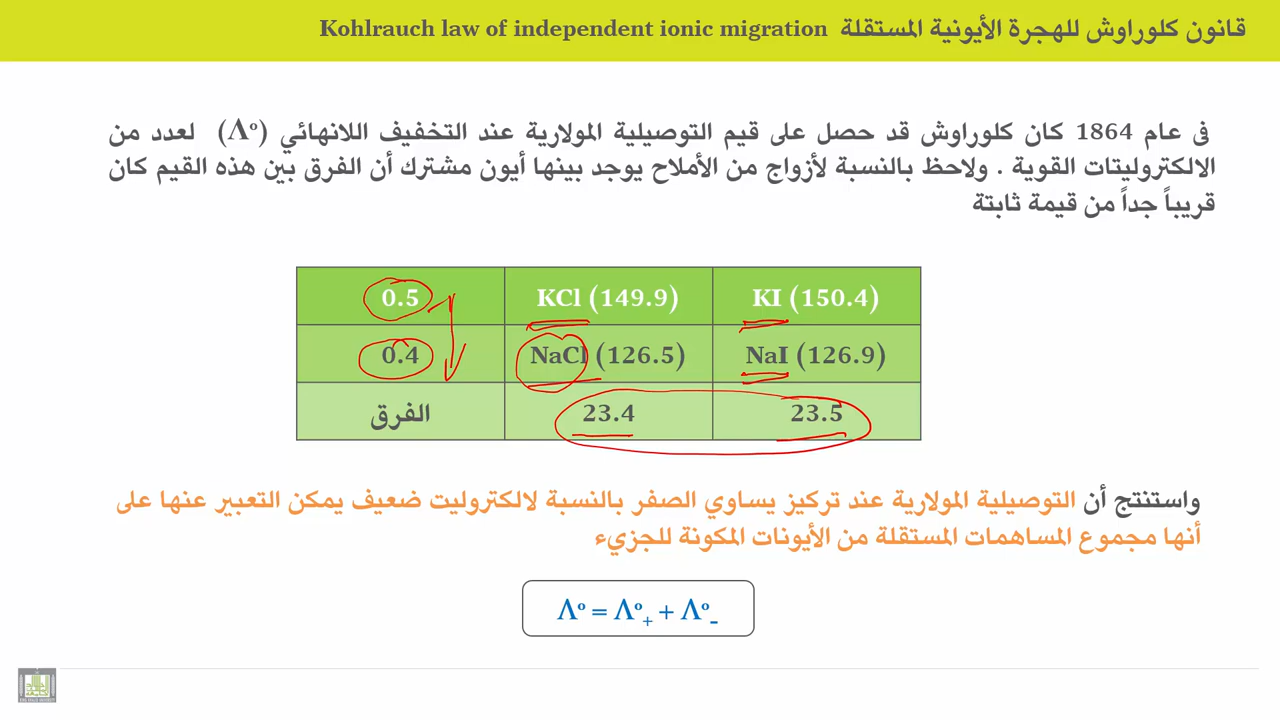 قانون كلوراوش للهجرة الأيونية المستقلة Kohlrauch law of independent ionic migration
فى عام 1864 كان كلوراوش قد حصل على قيم التوصيلية المولارية عند التخفيف اللانهائي (Λº) لعدد من
الالكتروليتات القوية . ولاحظ بالنسبة لأزواج من الأملاح يوجد بينها أيون مشترك أن الفرق بين هذه القيم كان
قريباً جداً من قيمة ثابتة
0.5 KCl (149.9) KI (150.4)
0.4 NaCl (126.5) NaI (126.9)
الفرق 23.4 23.5
واستنتج أن التوصيلية المولارية عند تركيز يساوي الصفر بالنسبة لالكتروليت ضعيف يمكن التعبير عنها على
أنها مجموع المساهمات المستقلة من الأيونات المكونة للجزيء
Λº = Λº₊ + Λº₋